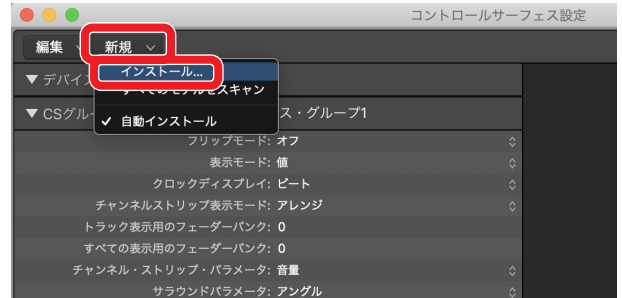 コントロールサーフェス設定
編集 新規
インストール...
▼ デバイ
すべてのモデルをスキャン
▼ CSグル ス・グループ1
✓ 自動インストール
フリップモード: オフ
表示モード: 値
クロックディスプレイ: ビート
チャンネルストリップ表示モード: アレンジ
トラック表示用のフェーダーバンク: 0
すべての表示用のフェーダーバンク: 0
チャンネル・ストリップ・パラメータ: 音量
サラウンドパラメータ: アングル